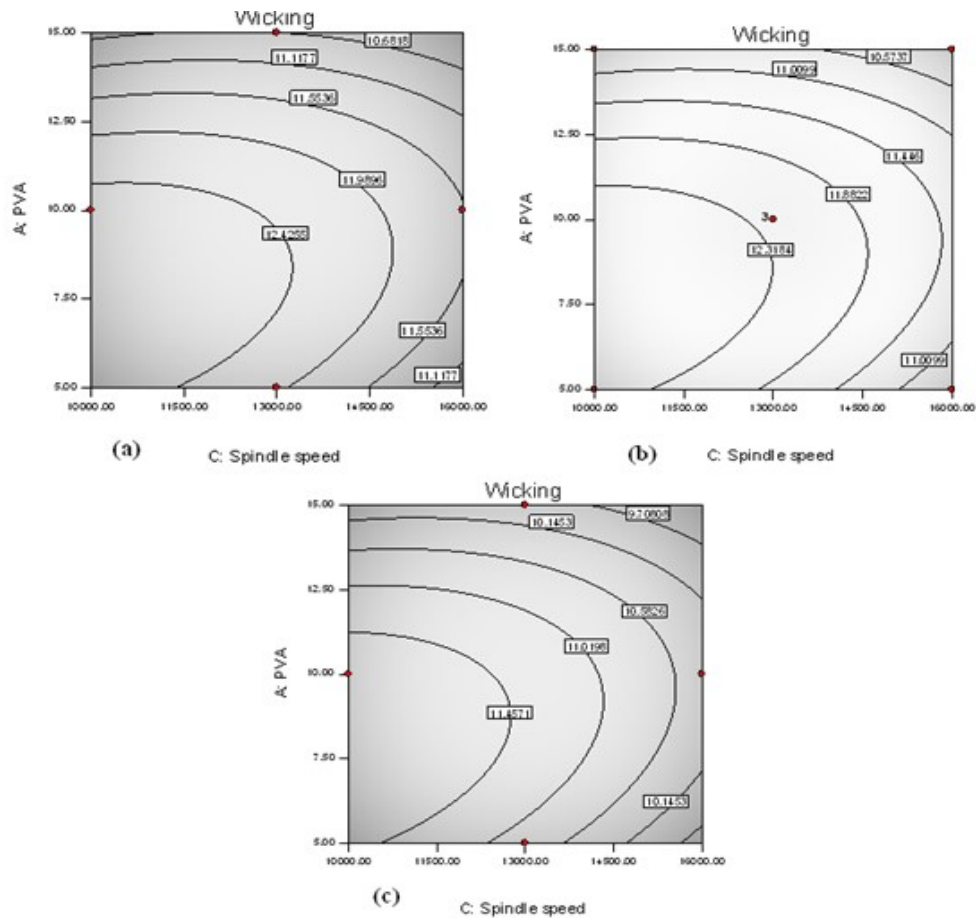 Wicking
15.00
10.6818
11.1177
11.5536
12.50
11.9896
A: PVA
10.00
12.4255
7.50
11.5536
11.1177
5.00
10000.00 11500.00 13000.00 14500.00 16000.00
(a)
C: Spindle speed
Wicking
15.00
10.5737
11.0099
12.50
11.446
11.8822
A: PVA
10.00
3
12.3184
7.50
11.0099
5.00
10000.00 11500.00 13000.00 14500.00 16000.00
(b)
C: Spindle speed
Wicking
15.00
9.70808
10.1453
12.50
10.5826
11.0198
A: PVA
10.00
11.4571
7.50
10.1453
5.00
10000.00 11500.00 13000.00 14500.00 16000.00
(c)
C: Spindle speed